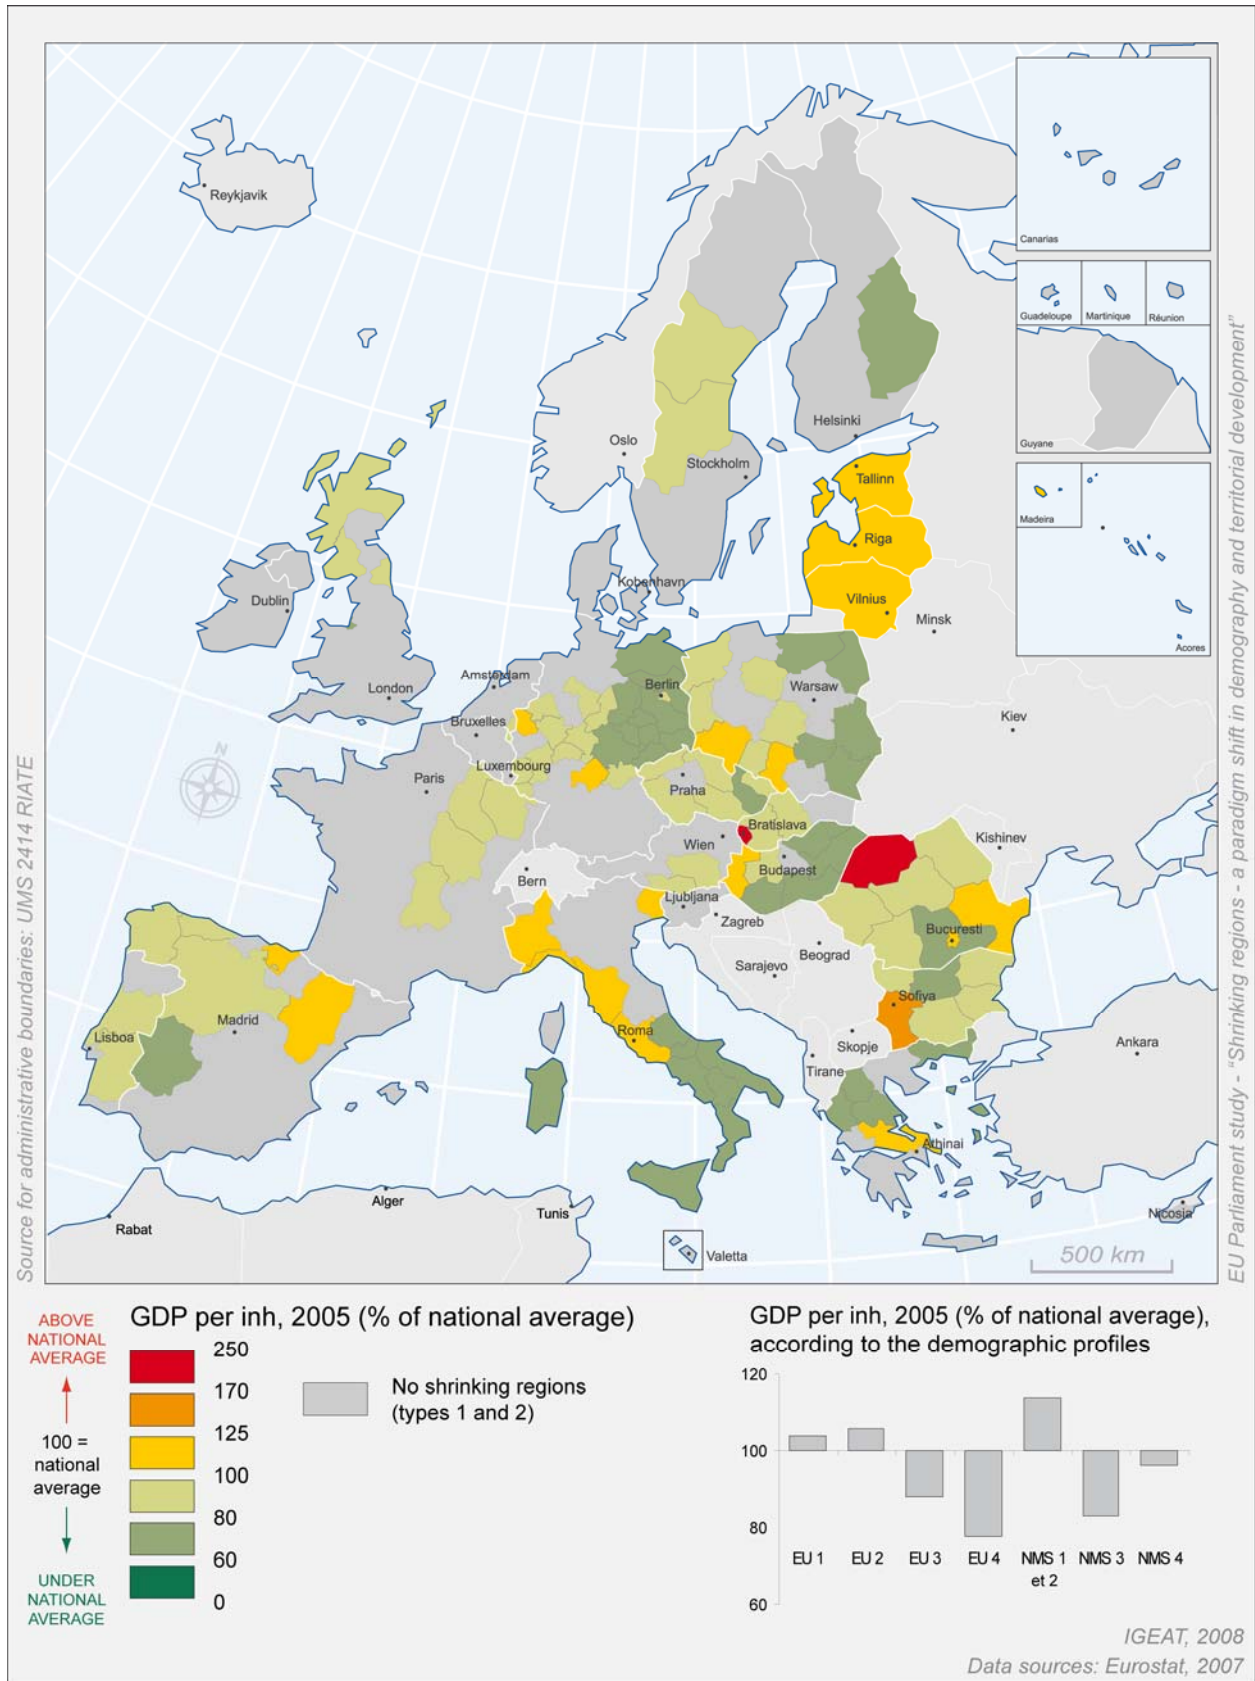 Reykjavik
Canarias
Guadeloupe
Martinique
Réunion
Guyane
Madeira
Acores
Oslo
Helsinki
Stockholm
Tallinn
Riga
Vilnius
Minsk
Kobenhavn
Dublin
London
Amsterdam
Berlin
Warsaw
Bruxelles
Kiev
Luxembourg
Paris
Praha
Bratislava
Wien
Kishinev
Budapest
Bern
Ljubljana
Zagreb
Bucuresti
Beograd
Sarajevo
Sofiya
Madrid
Lisboa
Roma
Skopje
Tirane
Ankara
Athinai
Alger
Tunis
Rabat
Nicosia
Valetta
N
500 km
Source for administrative boundaries: UMS 2414 RIATE
EU Parliament study - "Shrinking regions - a paradigm shift in demography and territorial development"
ABOVE
NATIONAL
AVERAGE
100 =
national
average
UNDER
NATIONAL
AVERAGE
GDP per inh, 2005 (% of national average)
250
170
125
100
80
60
0
No shrinking regions
(types 1 and 2)
GDP per inh, 2005 (% of national average),
according to the demographic profiles
120
100
80
60
EU 1
EU 2
EU 3
EU 4
NMS 1
et 2
NMS 3
NMS 4
IGEAT, 2008
Data sources: Eurostat, 2007